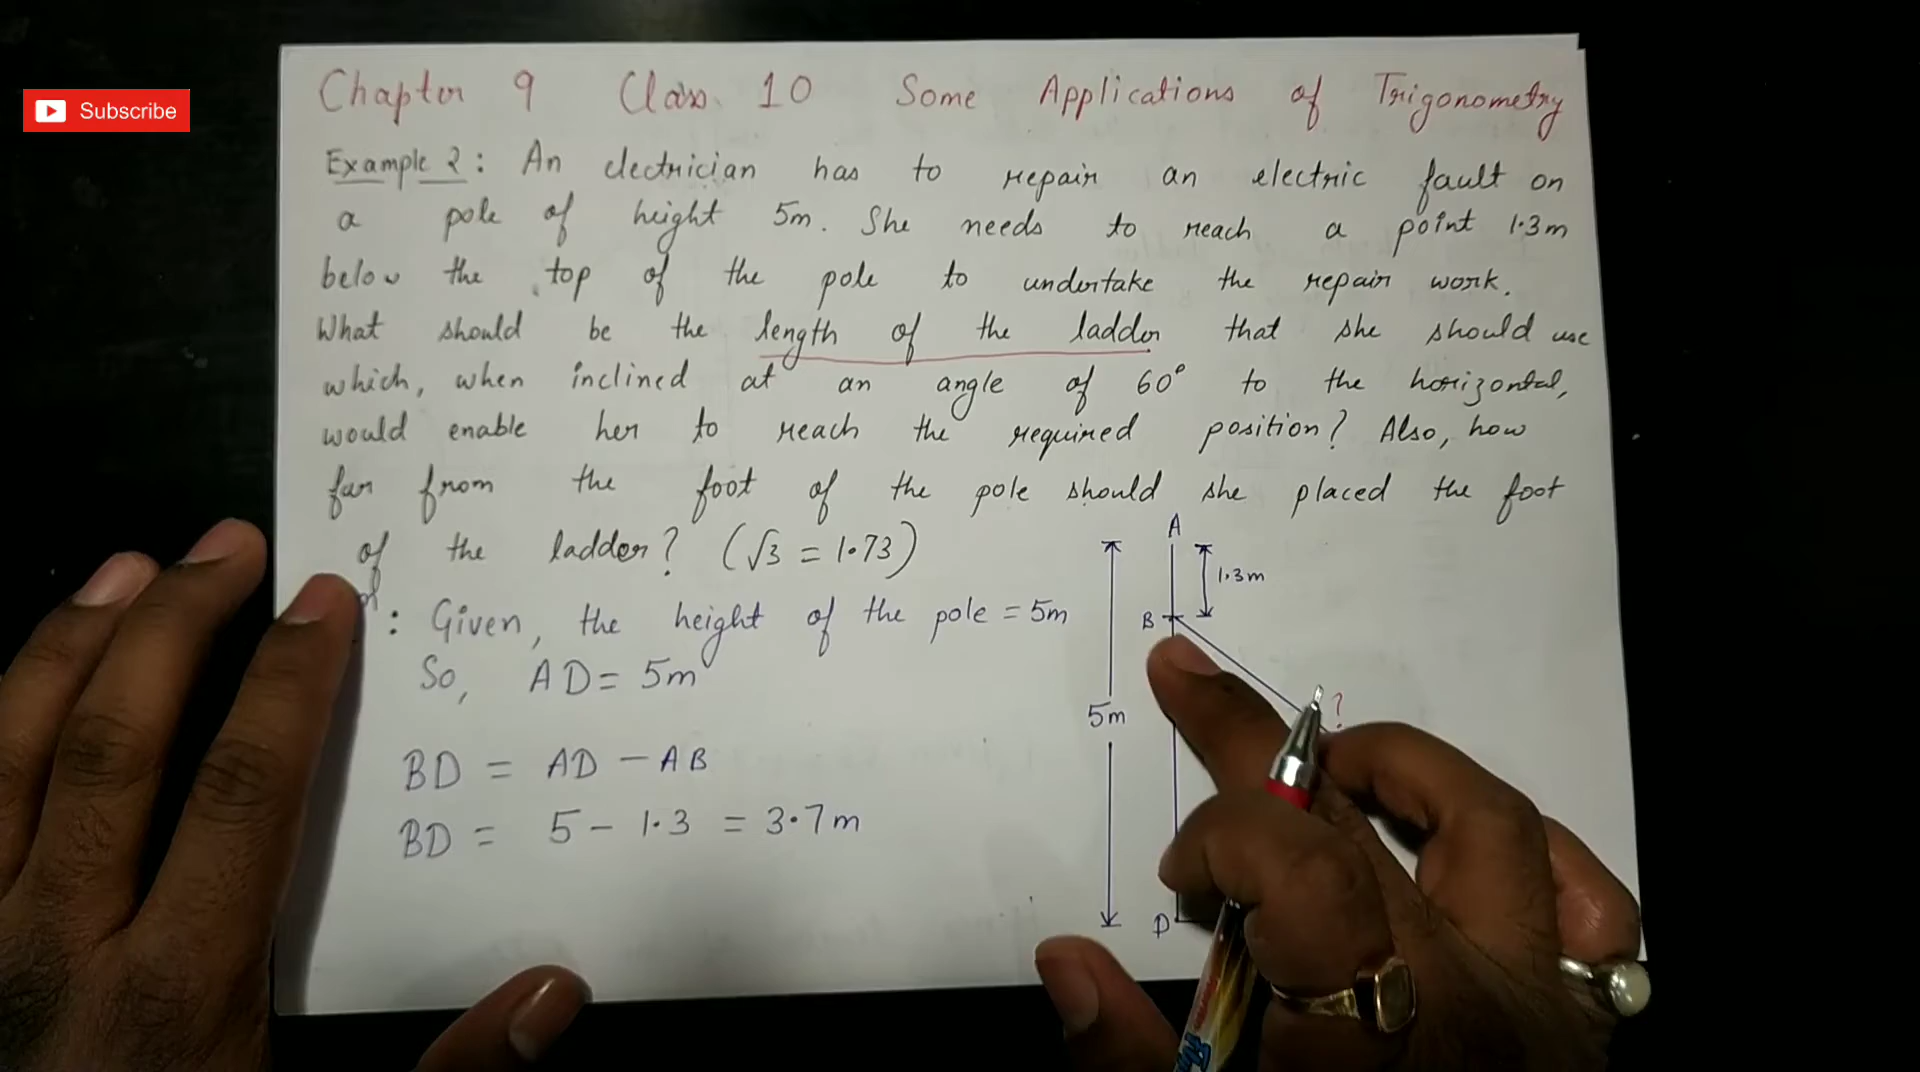 Subscribe
Chapter 9 Class 10 Some Applications of Trigonometry
Example 2: An electrician has to repair an electric fault on
a pole of height 5m. She needs to reach a point 1.3m
below the top of the pole to undertake the repair work.
What should be the length of the ladder that she should use
which, when inclined at an angle of 60° to the horizontal,
would enable her to reach the required position? Also, how
far from the foot of the pole should she placed the foot
of the ladder? (√3 = 1.73)
: Given, the height of the pole = 5m
So, AD = 5m
BD = AD - AB
BD = 5 - 1.3 = 3.7m
A
1.3m
B
?
5m
D